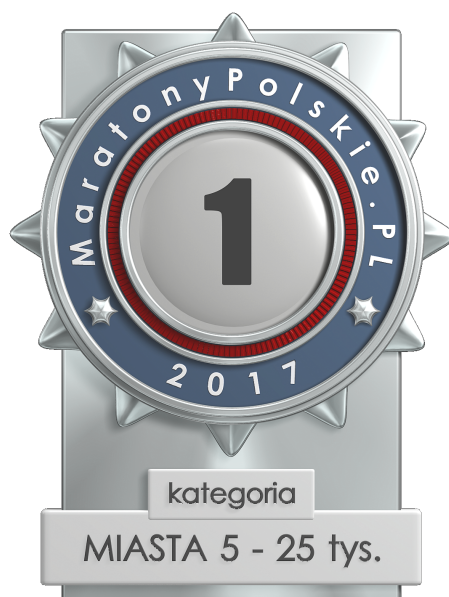 MaratonyPolskie.PL
1
2017
kategoria
MIASTA 5 - 25 tys.